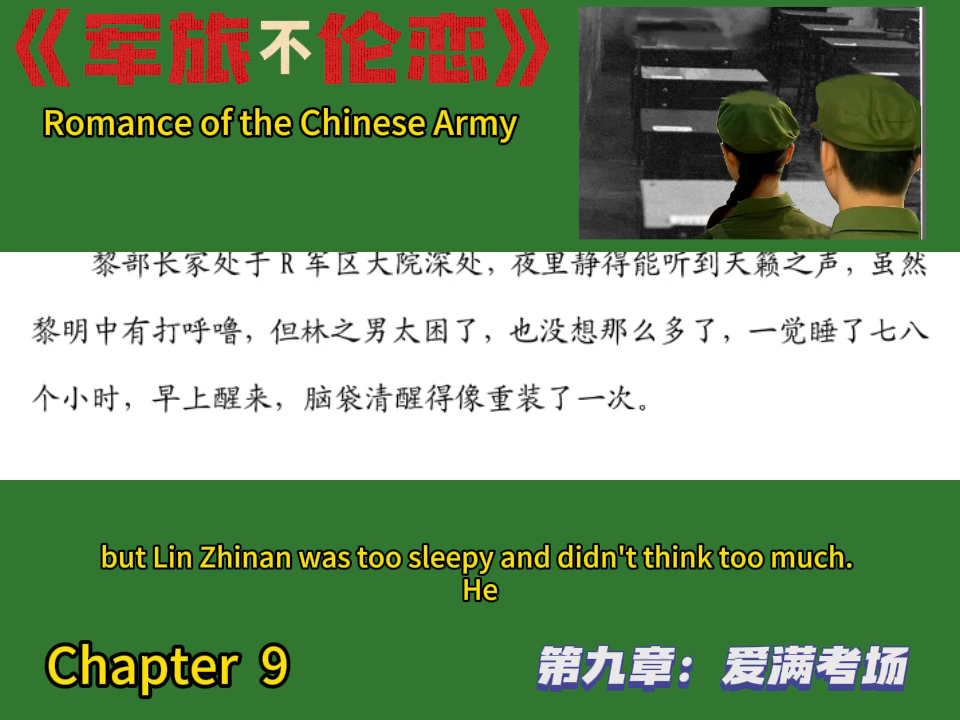 《军旅不伦恋》
Romance of the Chinese Army
黎部长家处于 R 军区大院深处，夜里静得能听到天籁之声，虽然
黎明中有打呼噜，但林之男太困了，也没想那么多了，一觉睡了七八
个小时，早上醒来，脑袋清醒得像重装了一次。
but Lin Zhinan was too sleepy and didn't think too much.
He
Chapter 9
第九章：爱满考场